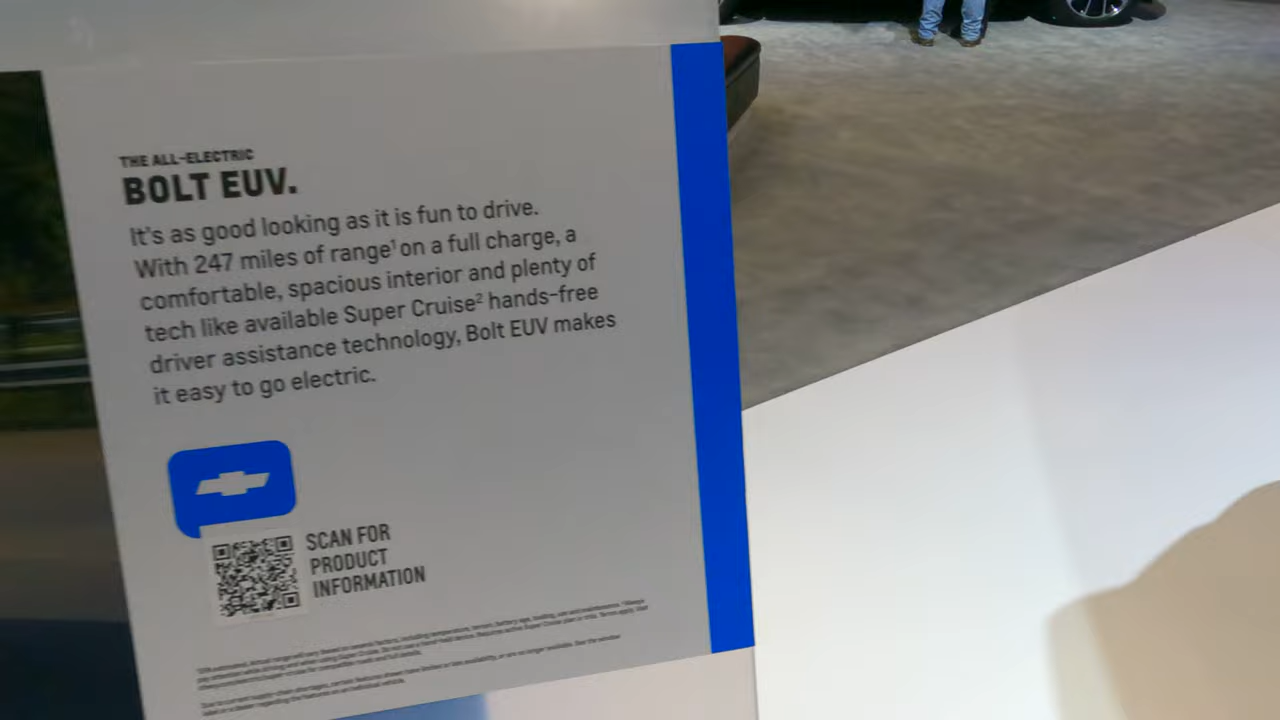 THE ALL-ELECTRIC
BOLT EUV.
It's as good looking as it is fun to drive.
With 247 miles of range¹ on a full charge, a
comfortable, spacious interior and plenty of
tech like available Super Cruise² hands-free
driver assistance technology, Bolt EUV makes
it easy to go electric.
SCAN FOR
PRODUCT
INFORMATION